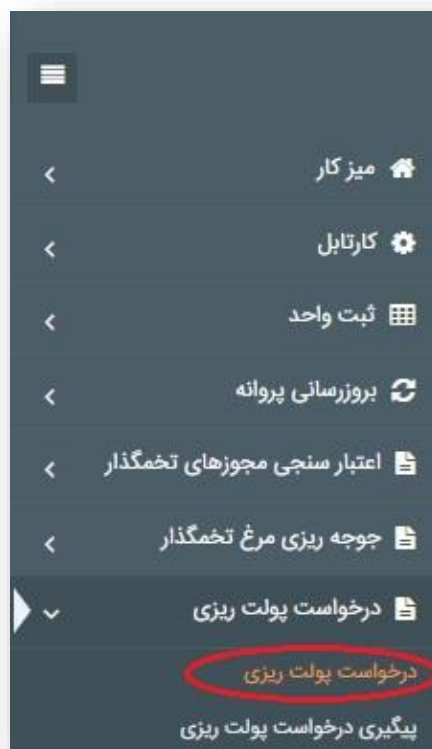 میز کار
کارتابل
ثبت واحد
بروزرسانی پروانه
اعتبار سنجی مجوزهای تخمگذار
جوجه ریزی مرغ تخمگذار
درخواست پولت ریزی
درخواست پولت ریزی
پیگیری درخواست پولت ریزی